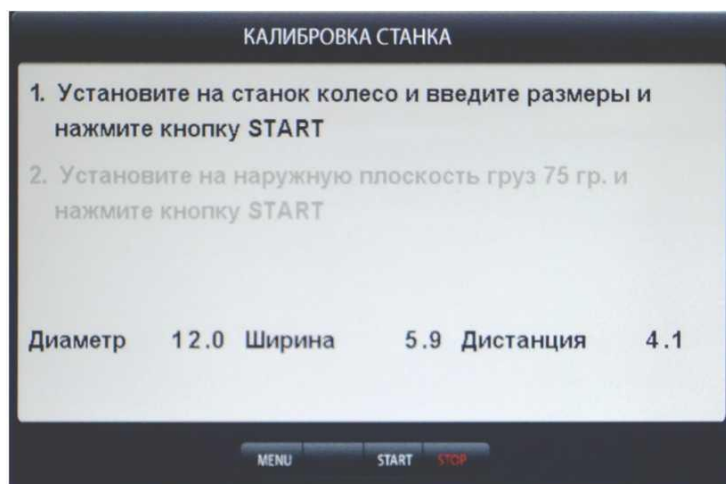 КАЛИБРОВКА СТАНКА
1. Установите на станок колесо и введите размеры и
нажмите кнопку START
2. Установите на наружную плоскость груз 75 гр. и
нажмите кнопку START
Диаметр 12.0 Ширина 5.9 Дистанция 4.1
MENU START STOP